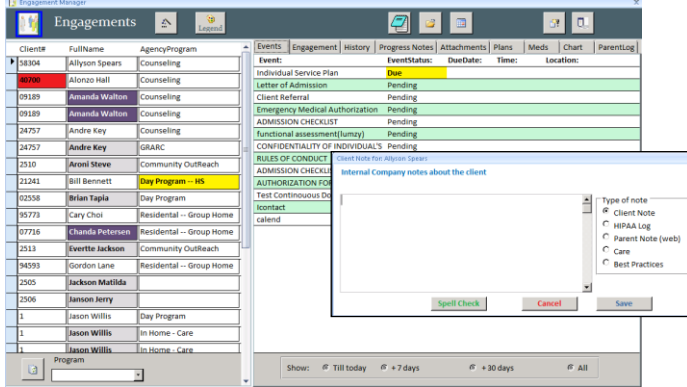 Engagement Manager
Engagements
Legend
Client# FullName AgencyProgram
58304 Allyson Spears Counseling
40700 Alonzo Hall Counseling
09189 Amanda Walton Counseling
09189 Amanda Walton Counseling
24757 Andre Key Counseling
24757 Andre Key GRARC
2510 Aroni Steve Community OutReach
21241 Bill Bennett Day Program -- HS
02558 Brian Tapia Day Program
95773 Cary Choi Residental -- Group Home
07716 Chanda Petersen Residental -- Group Home
2513 Evertte Jackson Community OutReach
94593 Gordon Lane Residental -- Group Home
2505 Jackson Matilda
2506 Janson Jerry
1 Jason Willis Day Program
1 Jason Willis In Home - Care
1 Jason Willis In Home - Care
Program
Events Engagement History Progress Notes Attachments Plans Meds Chart ParentLog
Event: EventStatus: DueDate: Time: Location:
Individual Service Plan Due
Letter of Admission Pending
Client Referral Pending
Emergency Medical Authorization Pending
ADMISSION CHECKLIST Pending
functional assessment(lumzy) Pending
CONFIDENTIALITY OF INDIVIDUAL'S Pending
RULES OF CONDUCT
ADMISSION CHECKLI
AUTHORIZATION FOR
Test Continouous Do
Icontact
calend
Client Note for: Allyson Spears
Internal Company notes about the client
Type of note
Client Note
HIPAA Log
Parent Note (web)
Care
Best Practices
Spell Check Cancel Save
Show: Till today + 7 days + 30 days All